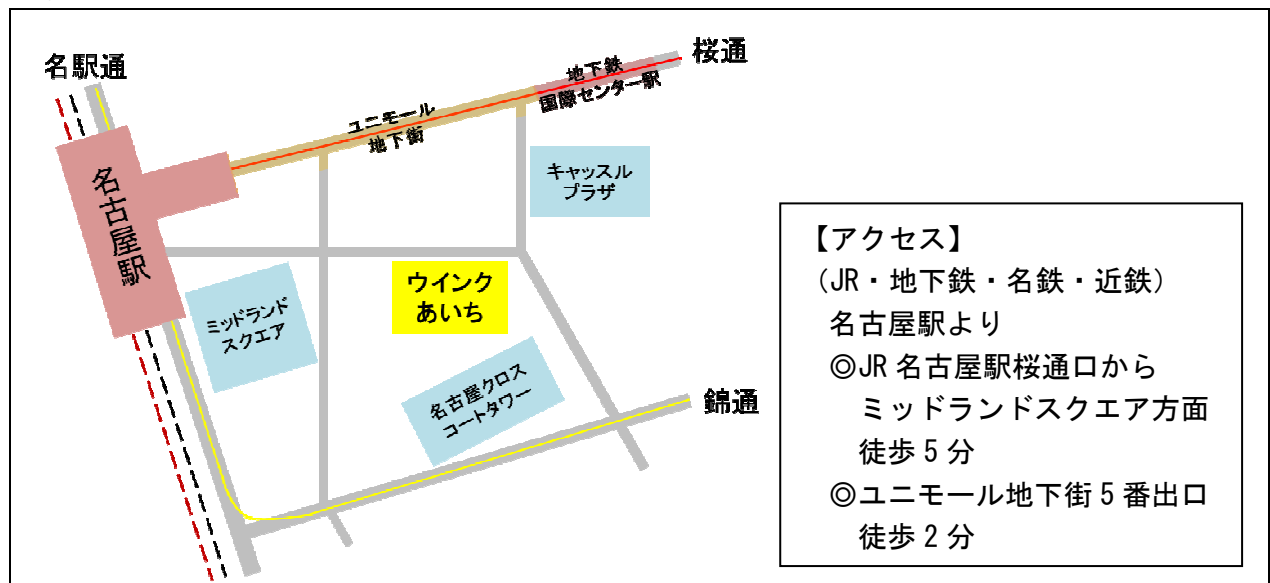 名駅通
桜通
地下鉄
国際センター駅
ユニモール
地下街
名古屋駅
キャッスル
プラザ
ウインク
あいち
ミッドランド
スクエア
名古屋クロス
コートタワー
錦通
【アクセス】
（JR・地下鉄・名鉄・近鉄）
名古屋駅より
◎JR名古屋駅桜通口から
ミッドランドスクエア方面
徒歩5分
◎ユニモール地下街5番出口
徒歩2分